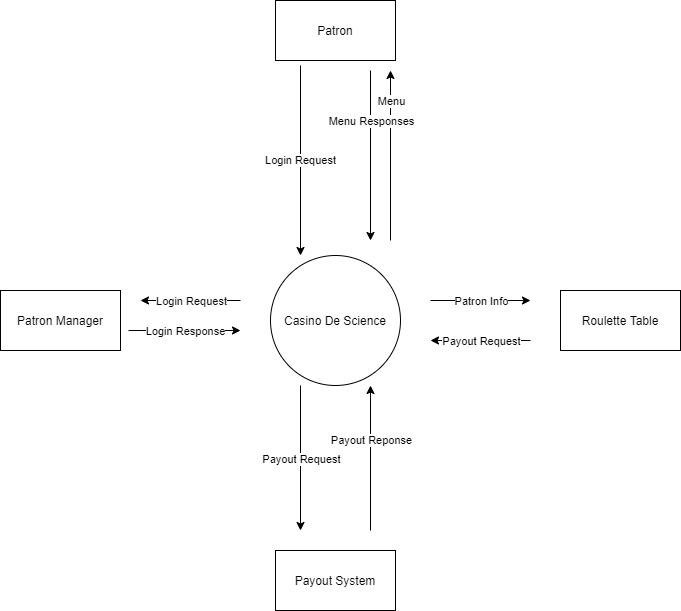 Patron
Menu
Menu Responses
Login Request
Login Request
Patron Info
Patron Manager
Casino De Science
Roulette Table
Login Response
Payout Request
Payout Reponse
Payout Request
Payout System